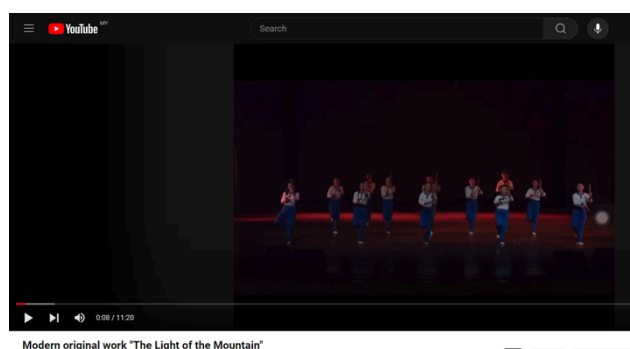 YouTube MY
Search
0:08 / 11:20
Modern original work "The Light of the Mountain"